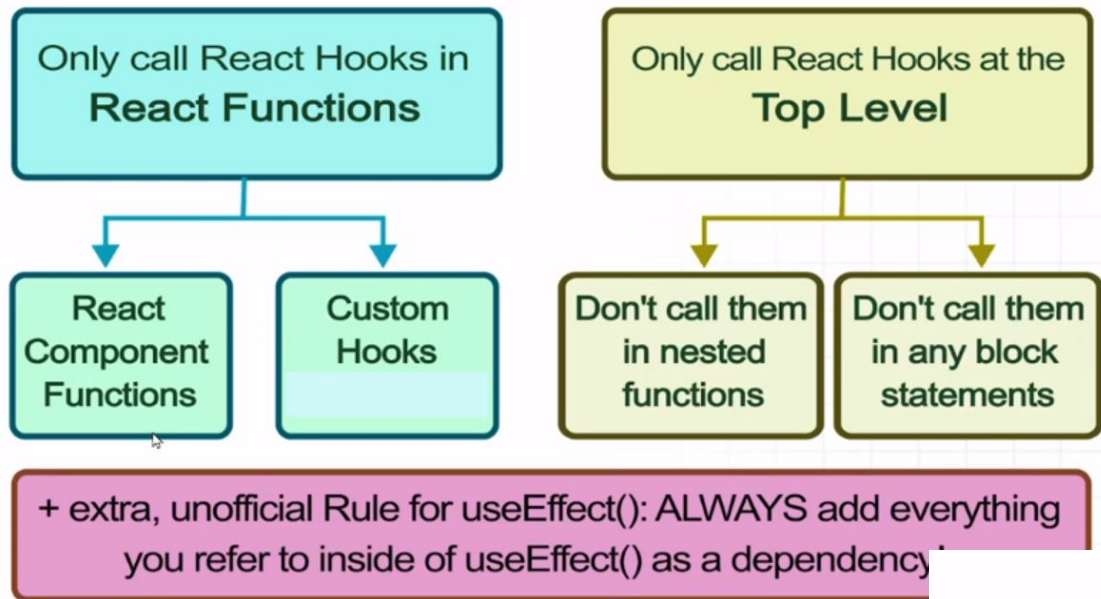 Only call React Hooks in
React Functions
Only call React Hooks at the
Top Level
React
Component
Functions
Custom
Hooks
Don't call them
in nested
functions
Don't call them
in any block
statements
+ extra, unofficial Rule for useEffect(): ALWAYS add everything
you refer to inside of useEffect() as a dependency!